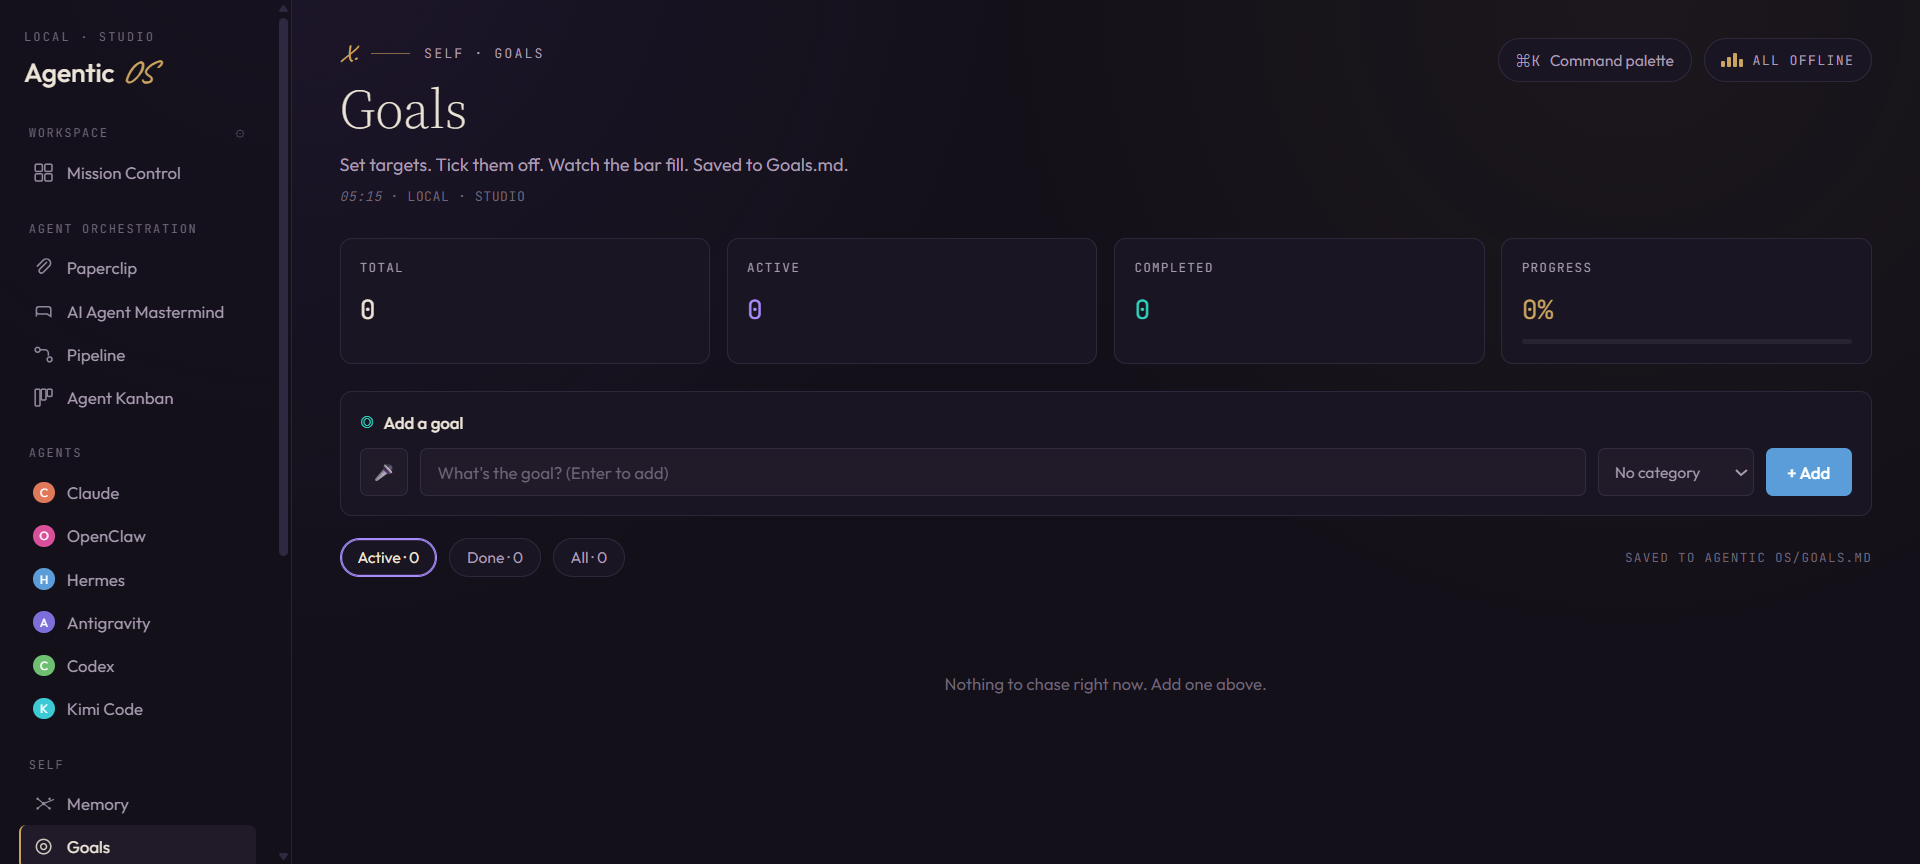 LOCAL · STUDIO
Agentic OS
WORKSPACE
Mission Control
AGENT ORCHESTRATION
Paperclip
AI Agent Mastermind
Pipeline
Agent Kanban
AGENTS
C Claude
O OpenClaw
H Hermes
A Antigravity
C Codex
K Kimi Code
SELF
Memory
Goals
SELF · GOALS
⌘K Command palette
ALL OFFLINE
Goals
Set targets. Tick them off. Watch the bar fill. Saved to Goals.md.
05:15 · LOCAL · STUDIO
TOTAL
0
ACTIVE
0
COMPLETED
0
PROGRESS
0%
Add a goal
What's the goal? (Enter to add)
No category
+ Add
Active · 0
Done · 0
All · 0
SAVED TO AGENTIC OS/GOALS.MD
Nothing to chase right now. Add one above.